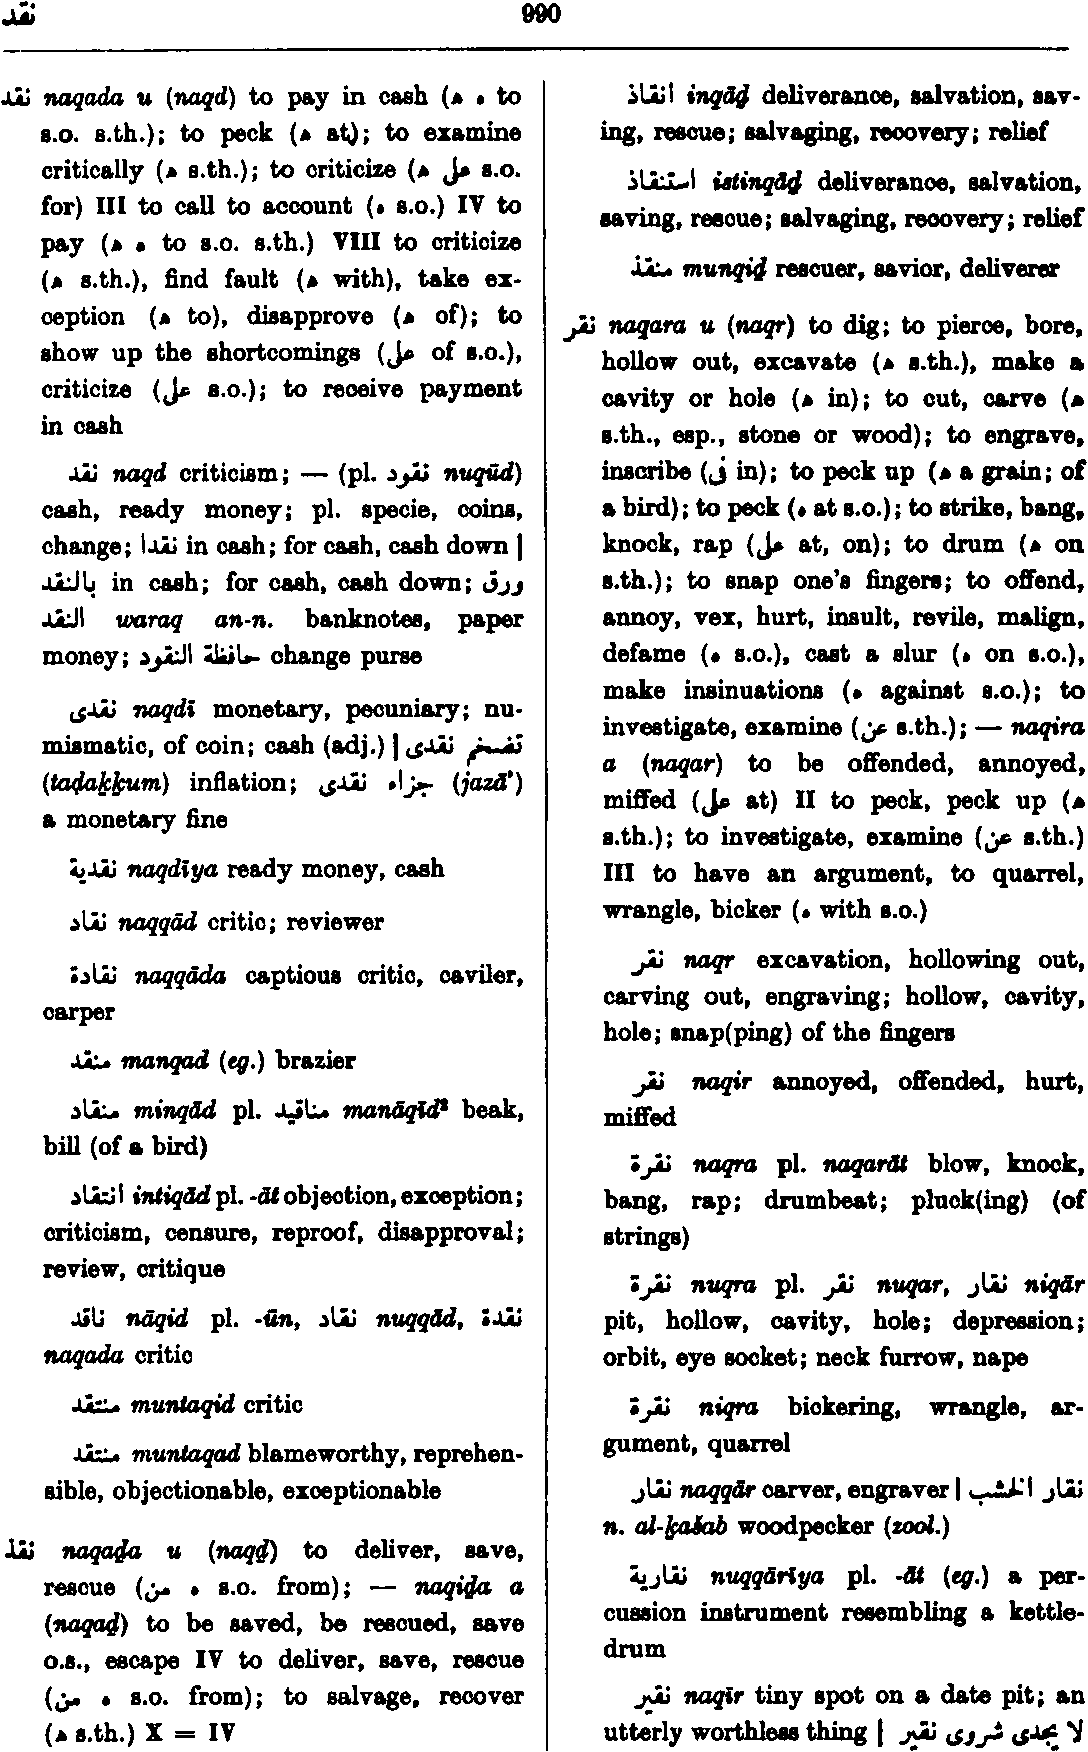 نقد 990
نقد naqada u (naqd) to pay in cash (ه ه to
s.o. s.th.); to peck (ه at); to examine
critically (ه s.th.); to criticize (ه على s.o.
for) III to call to account (ه s.o.) IV to
pay (ه ه to s.o. s.th.) VIII to criticize
(ه s.th.), find fault (ه with), take ex-
ception (ه to), disapprove (ه of); to
show up the shortcomings (على of s.o.),
criticize (على s.o.); to receive payment
in cash
نقد naqd criticism; — (pl. نقود nuqūd)
cash, ready money; pl. specie, coins,
change; نقدا in cash; for cash, cash down |
بالنقد in cash; for cash, cash down; ورق
النقد waraq an-n. banknotes, paper
money; حافظة النقود change purse
نقدى naqdī monetary, pecuniary; nu-
mismatic, of coin; cash (adj.) | تضخم نقدى
(taḍaḵḵum) inflation; جزاء نقدى (jazā’)
a monetary fine
نقدية naqdīya ready money, cash
نقاد naqqād critic; reviewer
نقادة naqqāda captious critic, caviler,
carper
منقد manqad (eg.) brazier
منقاد minqād pl. مناقيد manāqīd² beak,
bill (of a bird)
انتقاد intiqād pl. -āt objection, exception;
criticism, censure, reproof, disapproval;
review, critique
ناقد nāqid pl. -ūn, نقاد nuqqād, نقدة
naqada critic
منتقد muntaqid critic
منتقد muntaqad blameworthy, reprehen-
sible, objectionable, exceptionable
نقذ naqaḏa u (naqḏ) to deliver, save,
rescue (ه من s.o. from); — naqiḏa a
(naqaḏ) to be saved, be rescued, save
o.s., escape IV to deliver, save, rescue
(ه من s.o. from); to salvage, recover
(ه s.th.) X = IV
انقاذ inqāḏ deliverance, salvation, sav-
ing, rescue; salvaging, recovery; relief
استنقاذ istinqāḏ deliverance, salvation,
saving, rescue; salvaging, recovery; relief
منقذ munqiḏ rescuer, savior, deliverer
نقر naqara u (naqr) to dig; to pierce, bore,
hollow out, excavate (ه s.th.), make a
cavity or hole (ه in); to cut, carve (ه
s.th., esp., stone or wood); to engrave,
inscribe (فى in); to peck up (ه a grain; of
a bird); to peck (ه at s.o.); to strike, bang,
knock, rap (على at, on); to drum (ه on
s.th.); to snap one’s fingers; to offend,
annoy, vex, hurt, insult, revile, malign,
defame (ه s.o.), cast a slur (ه on s.o.),
make insinuations (ه against s.o.); to
investigate, examine (عن s.th.); — naqira
a (naqar) to be offended, annoyed,
miffed (على at) II to peck, peck up (ه
s.th.); to investigate, examine (عن s.th.)
III to have an argument, to quarrel,
wrangle, bicker (ه with s.o.)
نقر naqr excavation, hollowing out,
carving out, engraving; hollow, cavity,
hole; snap(ping) of the fingers
نقر naqir annoyed, offended, hurt,
miffed
نقرة naqra pl. naqarāt blow, knock,
bang, rap; drumbeat; pluck(ing) (of
strings)
نقرة nuqra pl. نقر nuqar, نقار niqār
pit, hollow, cavity, hole; depression;
orbit, eye socket; neck furrow, nape
نقرة niqra bickering, wrangle, ar-
gument, quarrel
نقار naqqār carver, engraver | نقار الخشب
n. al-ḵašab woodpecker (zool.)
نقارية nuqqārīya pl. -āt (eg.) a per-
cussion instrument resembling a kettle-
drum
نقير naqīr tiny spot on a date pit; an
utterly worthless thing | لا يجدى شروى نقير